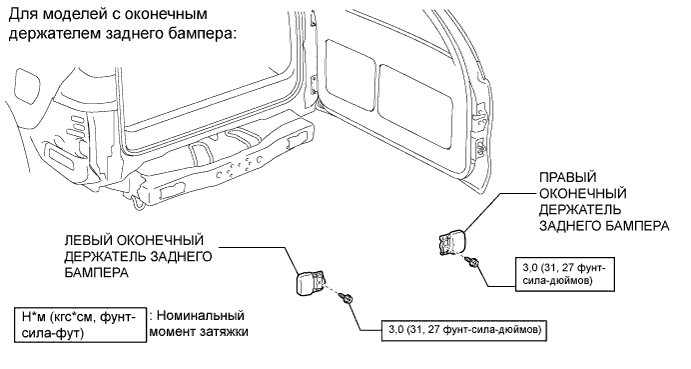 Для моделей с оконечным
держателем заднего бампера:
ПРАВЫЙ
ОКОНЕЧНЫЙ
ДЕРЖАТЕЛЬ
ЗАДНЕГО БАМПЕРА
ЛЕВЫЙ ОКОНЕЧНЫЙ
ДЕРЖАТЕЛЬ ЗАДНЕГО
БАМПЕРА
3,0 (31, 27 фунт-
сила-дюймов)
Н*м (кгс*см, фунт-
сила-фут)
: Номинальный
момент затяжки
3,0 (31, 27 фунт-сила-дюймов)